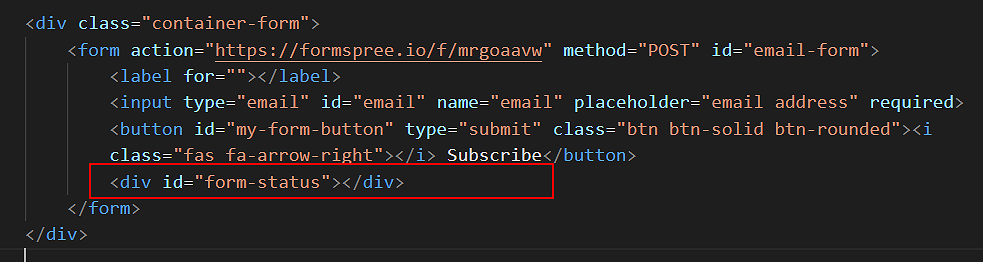 <div class="container-form">
<form action="https://formspree.io/f/mrgoaavw" method="POST" id="email-form">
<label for=""></label>
<input type="email" id="email" name="email" placeholder="email address" required>
<button id="my-form-button" type="submit" class="btn btn-solid btn-rounded"><i
class="fas fa-arrow-right"></i> Subscribe</button>
<div id="form-status"></div>
</form>
</div>